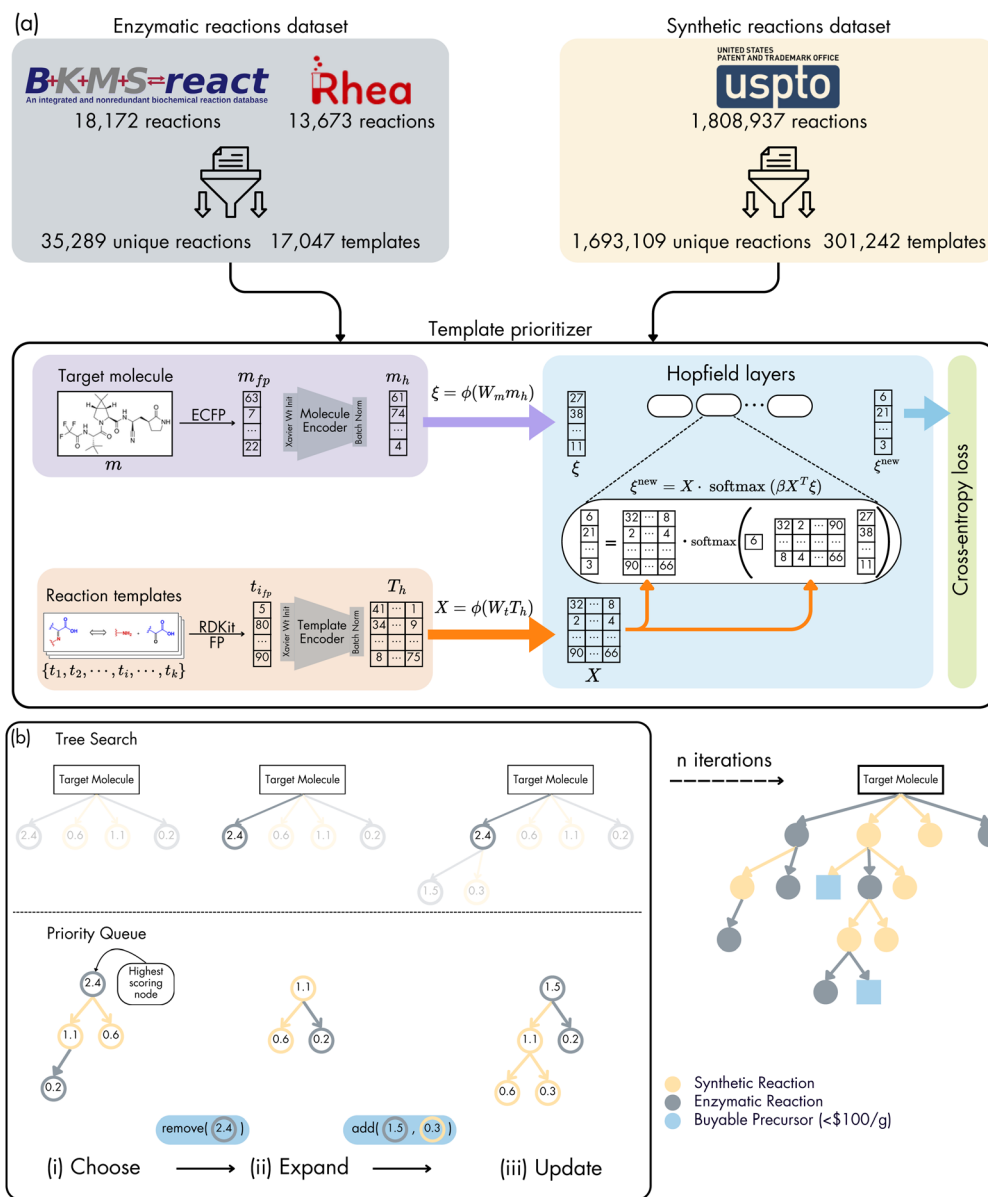 (a)
Enzymatic reactions dataset
Synthetic reactions dataset
B+K+M+S⇌react
An integrated and nonredundant biochemical reaction database
Rhea
UNITED STATES
PATENT AND TRADEMARK OFFICE
uspto
18,172 reactions
13,673 reactions
1,808,937 reactions
35,289 unique reactions 17,047 templates
1,693,109 unique reactions 301,242 templates
Template prioritizer
Target molecule
m
ECFP
m_{fp}
63
7
...
22
Xavier Wt Init
Molecule
Encoder
Batch Norm
m_h
61
74
...
4
ξ = ϕ(W_m m_h)
Hopfield layers
27
38
...
11
ξ
...
6
21
...
3
ξ^{new}
ξ^{new} = X · softmax (βX^T ξ)
6
21
...
3
=
32 ... 8
2 ... 4
... ... ...
90 ... 66
· softmax
6
32 2 ... 90
... ... ... ...
8 4 ... 66
27
38
...
11
Cross-entropy loss
Reaction templates
OH
N
O
⇔
NH₂
·
OH
O
O
{t_1, t_2, ···, t_i, ···, t_k}
RDKit
FP
t_{i_{fp}}
5
80
...
90
Xavier Wt Init
Template
Encoder
Batch Norm
T_h
41 ... 1
34 ... 9
... ... ...
8 ... 75
X = ϕ(W_t T_h)
32 ... 8
2 ... 4
... ... ...
90 ... 66
X
(b)
Tree Search
Target Molecule
2.4 0.6 1.1 0.2
Target Molecule
2.4 0.6 1.1 0.2
Target Molecule
2.4 0.6 1.1 0.2
1.5 0.3
n iterations
Target Molecule
Priority Queue
Highest
scoring
node
2.4
1.1 0.6
0.2
1.1
0.6 0.2
1.5
1.1 0.2
0.6 0.3
remove( 2.4 )
add( 1.5 , 0.3 )
(i) Choose
(ii) Expand
(iii) Update
Synthetic Reaction
Enzymatic Reaction
Buyable Precursor (<$100/g)